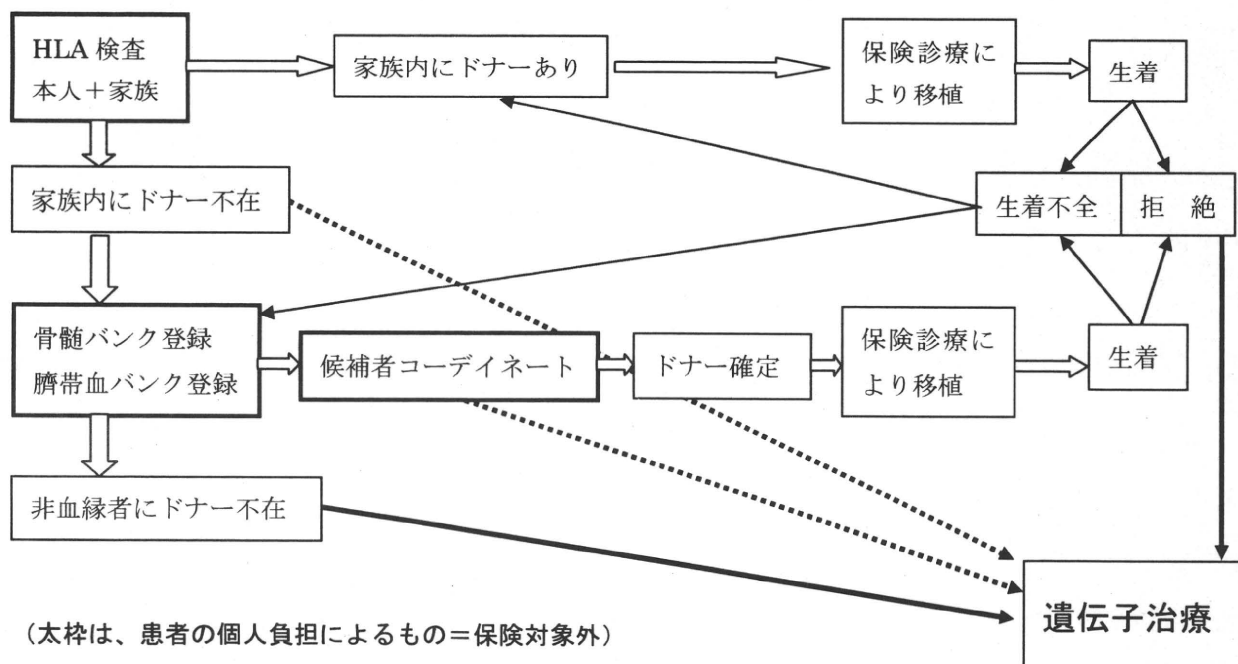 HLA 検査
本人＋家族
家族内にドナーあり
保険診療に
より移植
生着
家族内にドナー不在
生着不全
拒　絶
骨髄バンク登録
臍帯血バンク登録
候補者コーデイネート
ドナー確定
保険診療に
より移植
生着
非血縁者にドナー不在
遺伝子治療
（太枠は、患者の個人負担によるもの＝保険対象外）